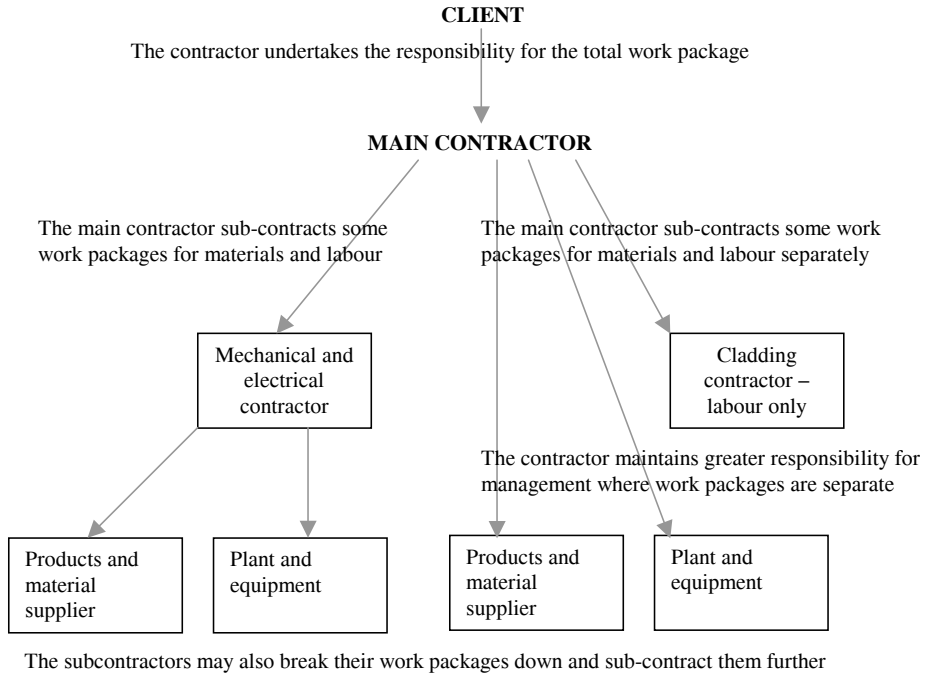 CLIENT
The contractor undertakes the responsibility for the total work package
MAIN CONTRACTOR
The main contractor sub-contracts some
work packages for materials and labour
The main contractor sub-contracts some work
packages for materials and labour separately
Mechanical and
electrical
contractor
Cladding
contractor –
labour only
The contractor maintains greater responsibility for
management where work packages are separate
Products and
material
supplier
Plant and
equipment
Products and
material
supplier
Plant and
equipment
The subcontractors may also break their work packages down and sub-contract them further